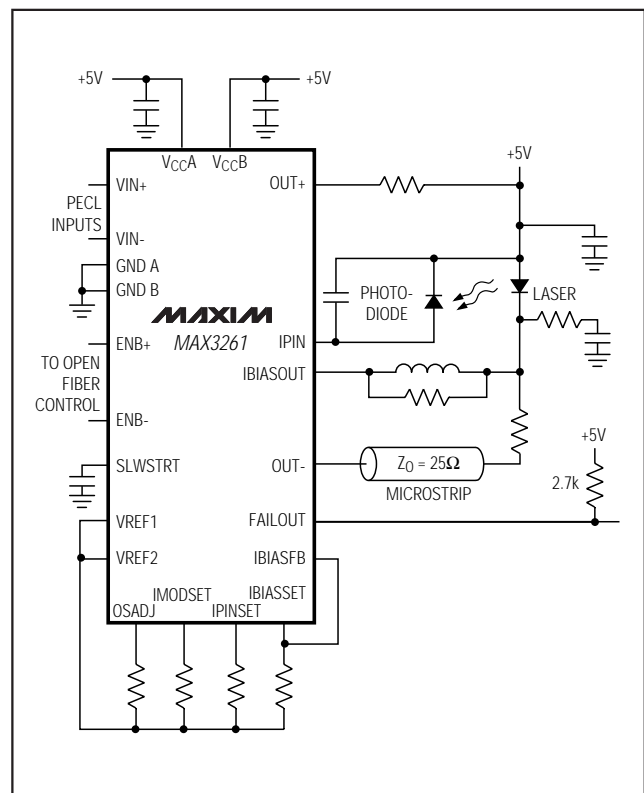 +5V
+5V
VCCA
VCCB
+5V
VIN+
OUT+
PECL
INPUTS
VIN-
GND A
GND B
PHOTO-
DIODE
LASER
MAXIM
MAX3261
IPIN
ENB+
TO OPEN
FIBER
CONTROL
IBIASOUT
ENB-
+5V
SLWSTRT
OUT-
Z0 = 25Ω
MICROSTRIP
2.7k
VREF1
FAILOUT
VREF2
IBIASFB
IMODSET
IBIASSET
OSADJ
IPINSET